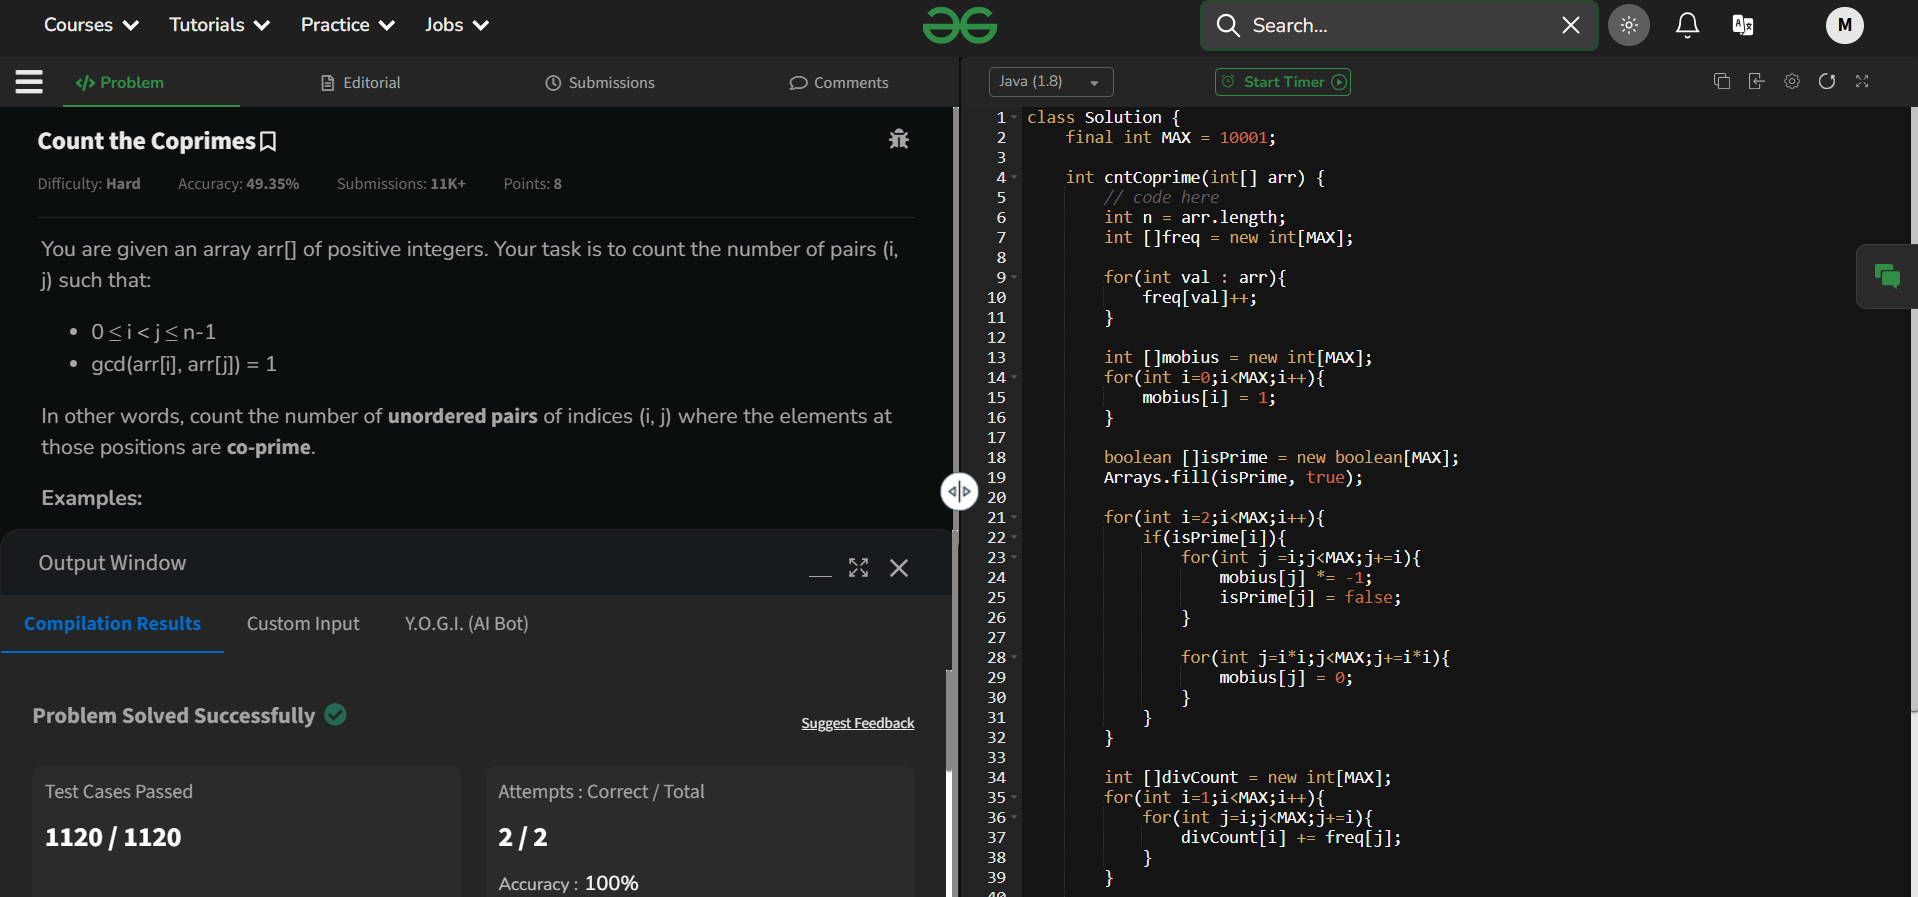 Courses Tutorials Practice Jobs Search... M
Problem Editorial Submissions Comments
Java (1.8) Start Timer
Count the Coprimes
Difficulty: Hard Accuracy: 49.35% Submissions: 11K+ Points: 8
You are given an array arr[] of positive integers. Your task is to count the number of pairs (i,
j) such that:
• 0 ≤ i < j ≤ n-1
• gcd(arr[i], arr[j]) = 1
In other words, count the number of unordered pairs of indices (i, j) where the elements at
those positions are co-prime.
Examples:
Output Window
Compilation Results Custom Input Y.O.G.I. (AI Bot)
Problem Solved Successfully
Suggest Feedback
Test Cases Passed
1120 / 1120
Attempts : Correct / Total
2 / 2
Accuracy : 100%
1 class Solution {
2     final int MAX = 10001;
3
4     int cntCoprime(int[] arr) {
5         // code here
6         int n = arr.length;
7         int []freq = new int[MAX];
8
9         for(int val : arr){
10             freq[val]++;
11         }
12
13         int []mobius = new int[MAX];
14         for(int i=0;i<MAX;i++){
15             mobius[i] = 1;
16         }
17
18         boolean []isPrime = new boolean[MAX];
19         Arrays.fill(isPrime, true);
20
21         for(int i=2;i<MAX;i++){
22             if(isPrime[i]){
23                 for(int j =i;j<MAX;j+=i){
24                     mobius[j] *= -1;
25                     isPrime[j] = false;
26                 }
27
28                 for(int j=i*i;j<MAX;j+=i*i){
29                     mobius[j] = 0;
30                 }
31             }
32         }
33
34         int []divCount = new int[MAX];
35         for(int i=1;i<MAX;i++){
36             for(int j=i;j<MAX;j+=i){
37                 divCount[i] += freq[j];
38             }
39         }
40